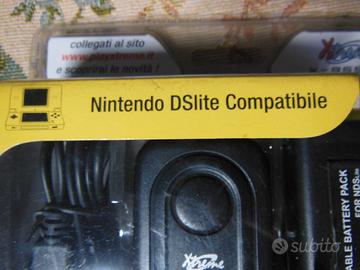 collegati al sito
www.playxtreme.it
e scoprirai le novità!
Xtreme
Nintendo DSlite Compatibile
Xtreme
ABLE BATTERY PACK
FOR NDSLite
subito